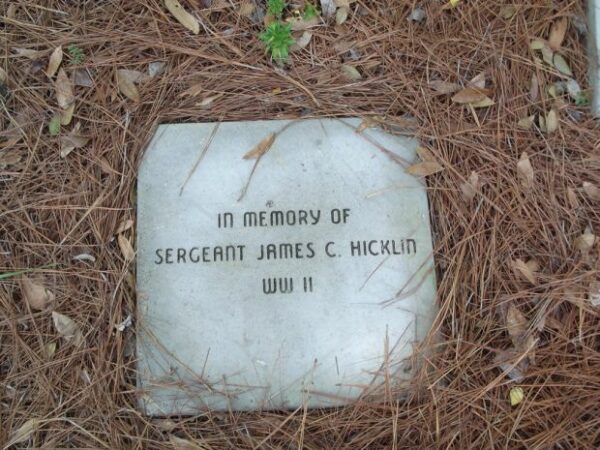 IN MEMORY OF
SERGEANT JAMES C. HICKLIN
WW II